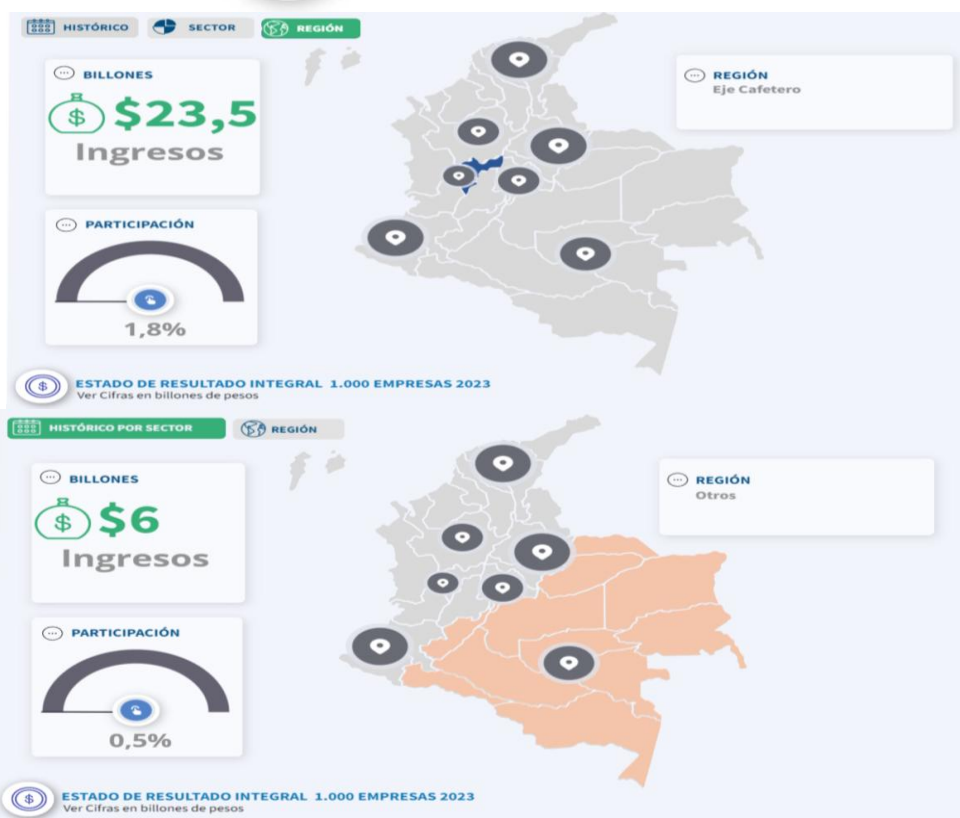 HISTÓRICO
SECTOR
REGIÓN
BILLONES
$ $23,5
Ingresos
REGIÓN
Eje Cafetero
PARTICIPACIÓN
1,8%
$ ESTADO DE RESULTADO INTEGRAL 1.000 EMPRESAS 2023
Ver Cifras en billones de pesos
HISTÓRICO POR SECTOR
REGIÓN
BILLONES
$ $6
Ingresos
REGIÓN
Otros
PARTICIPACIÓN
0,5%
$ ESTADO DE RESULTADO INTEGRAL 1.000 EMPRESAS 2023
Ver Cifras en billones de pesos